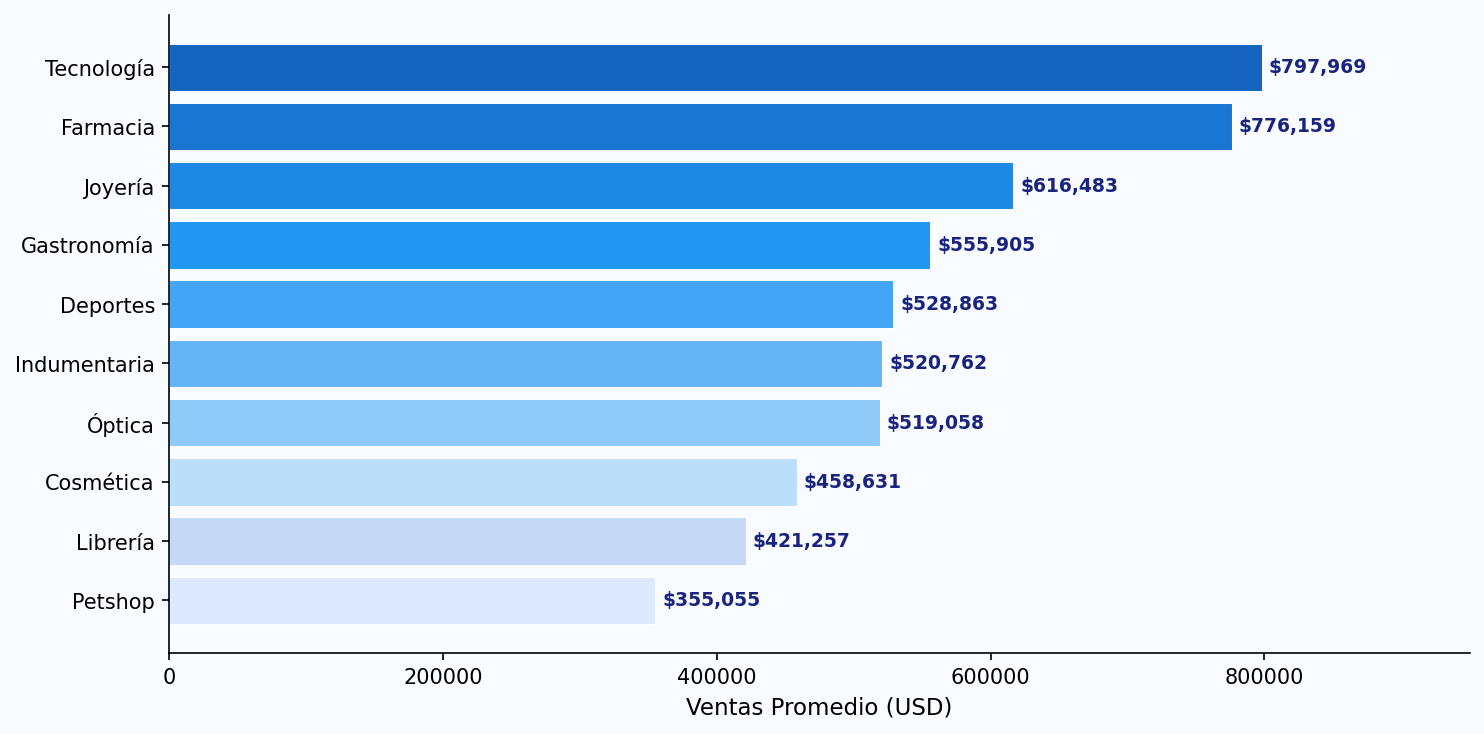 Tecnología $797,969
Farmacia $776,159
Joyería $616,483
Gastronomía $555,905
Deportes $528,863
Indumentaria $520,762
Óptica $519,058
Cosmética $458,631
Librería $421,257
Petshop $355,055
0 200000 400000 600000 800000
Ventas Promedio (USD)